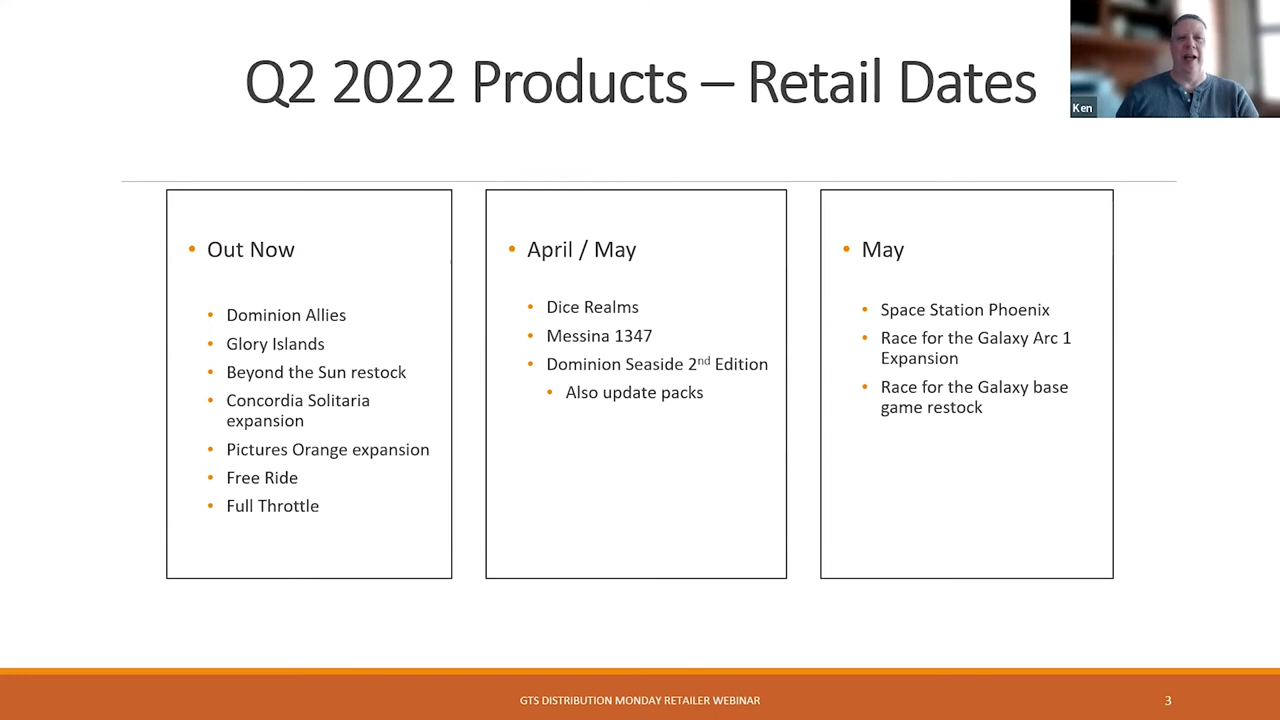 Q2 2022 Products – Retail Dates
Ken
Out Now
Dominion Allies
Glory Islands
Beyond the Sun restock
Concordia Solitaria
expansion
Pictures Orange expansion
Free Ride
Full Throttle
April / May
Dice Realms
Messina 1347
Dominion Seaside 2nd Edition
Also update packs
May
Space Station Phoenix
Race for the Galaxy Arc 1
Expansion
Race for the Galaxy base
game restock
GTS DISTRIBUTION MONDAY RETAILER WEBINAR
3